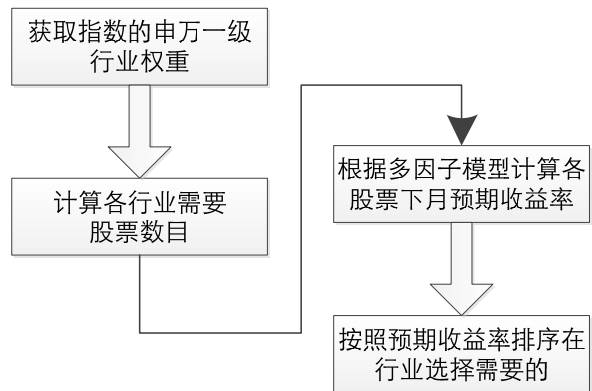 获取指数的申万一级
行业权重
计算各行业需要
股票数目
根据多因子模型计算各
股票下月预期收益率
按照预期收益率排序在
行业选择需要的